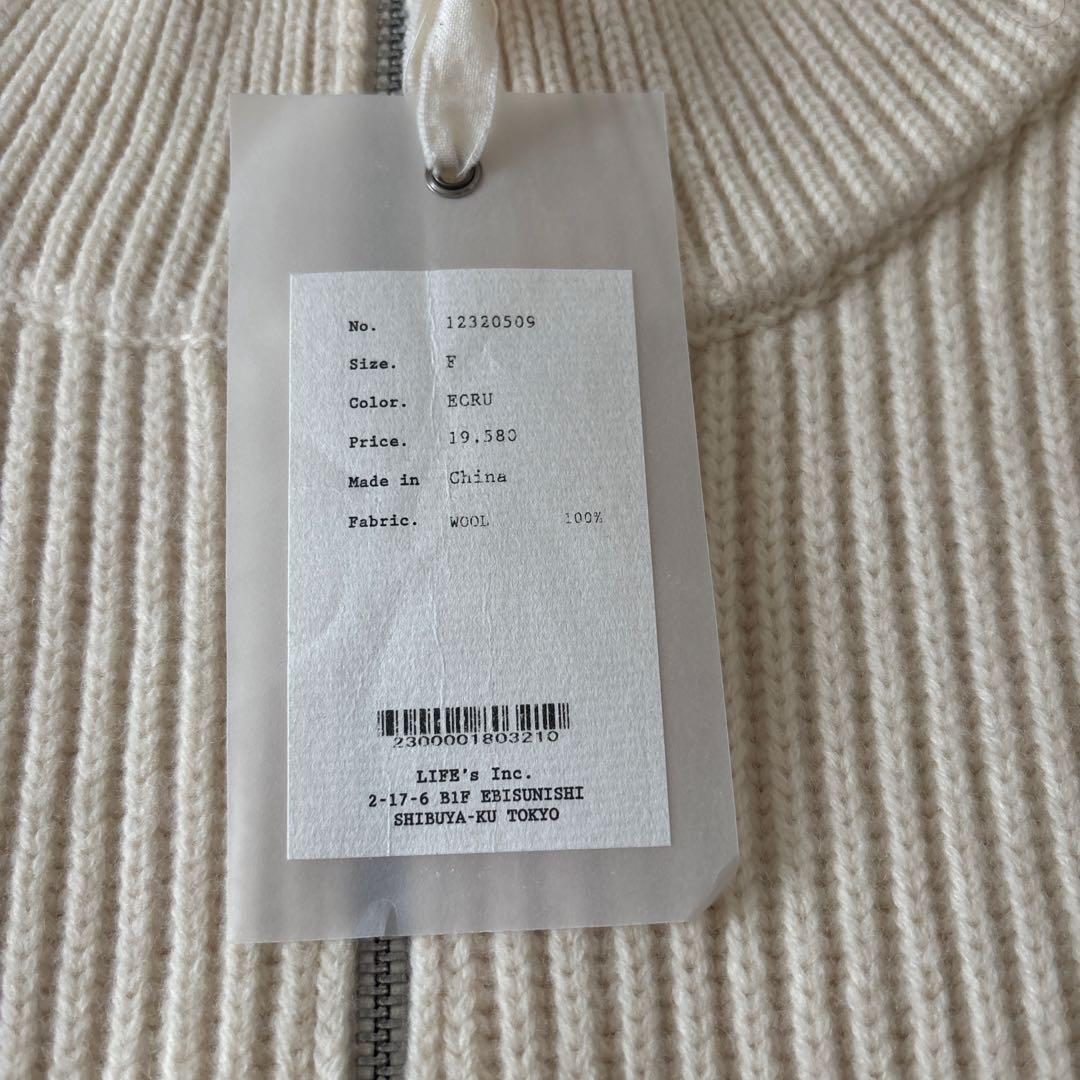 No. 12320509
Size. F
Color. ECRU
Price. 19.580
Made in China
Fabric. WOOL 100%
2300001803210
LIFE's Inc.
2-17-6 B1F EBISUNISHI
SHIBUYA-KU TOKYO